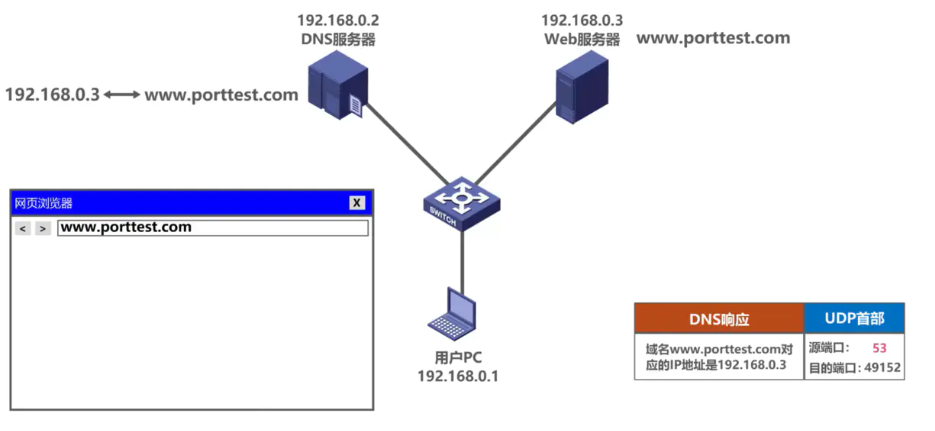 192.168.0.2
DNS服务器
192.168.0.3
Web服务器 www.porttest.com
192.168.0.3 www.porttest.com
网页浏览器 X
< > www.porttest.com
SWITCH
用户PC
192.168.0.1
DNS响应 UDP首部
域名www.porttest.com对
应的IP地址是192.168.0.3
源端口: 53
目的端口: 49152